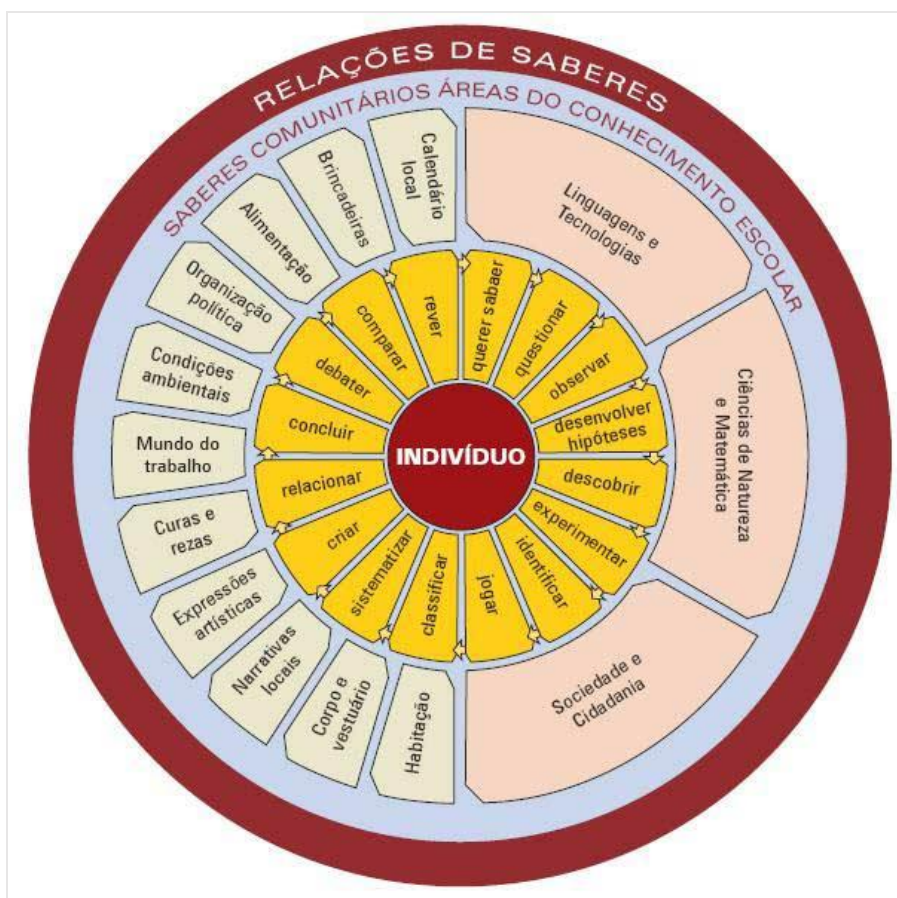 RELAÇÕES DE SABERES
SABERES COMUNITÁRIOS
ÁREAS DO CONHECIMENTO ESCOLAR
Calendário
local
Brincadeiras
Alimentação
Organização
política
Condições
ambientais
Mundo do
trabalho
Curas e
rezas
Expressões
artísticas
Narrativas
locais
Corpo e
vestuário
Habitação
Linguagens e
Tecnologias
Ciências de Natureza
e Matemática
Sociedade e
Cidadania
querer sabaer
questionar
observar
desenvolver
hipóteses
descobrir
experimentar
identificar
jogar
classificar
sistematizar
criar
relacionar
concluir
debater
comparar
rever
INDIVÍDUO